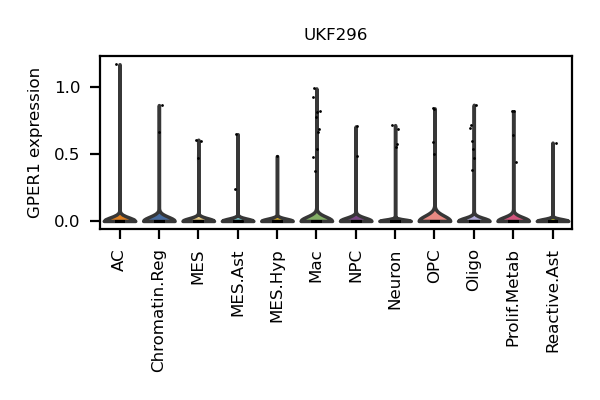 UKF296
GPER1 expression
1.0
0.5
0.0
AC
Chromatin.Reg
MES
MES.Ast
MES.Hyp
Mac
NPC
Neuron
OPC
Oligo
Prolif.Metab
Reactive.Ast